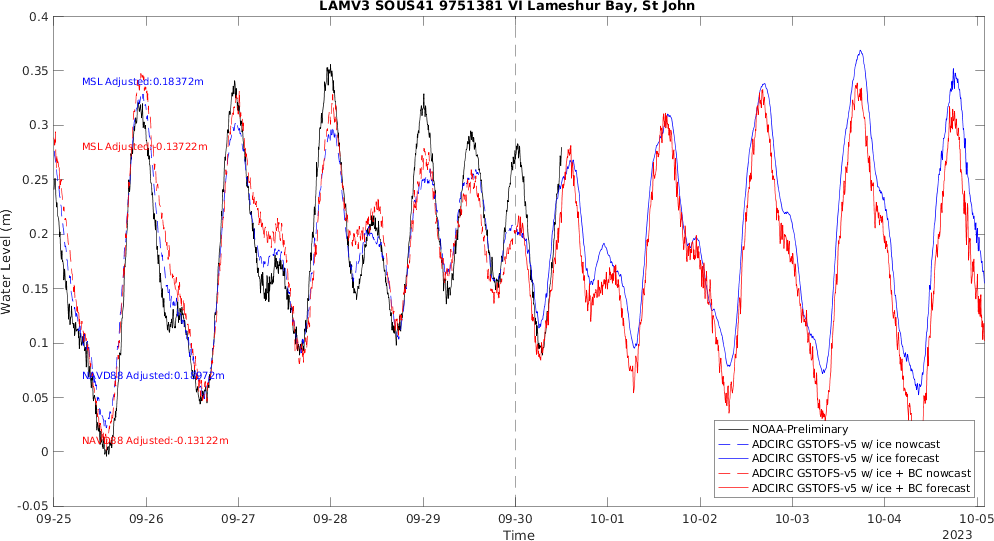 LAMV3 SOUS41 9751381 VI Lameshur Bay, St John
0.4
0.35
0.3
0.25
0.2
0.15
0.1
0.05
0
-0.05
Water Level (m)
MSL Adjusted:0.18372m
MSL Adjusted:-0.13722m
NAVD88 Adjusted:0.18972m
NAVD88 Adjusted:-0.13122m
NOAA-Preliminary
ADCIRC GSTOFS-v5 w/ ice nowcast
ADCIRC GSTOFS-v5 w/ ice forecast
ADCIRC GSTOFS-v5 w/ ice + BC nowcast
ADCIRC GSTOFS-v5 w/ ice + BC forecast
09-25 09-26 09-27 09-28 09-29 09-30 10-01 10-02 10-03 10-04 10-05
Time
2023